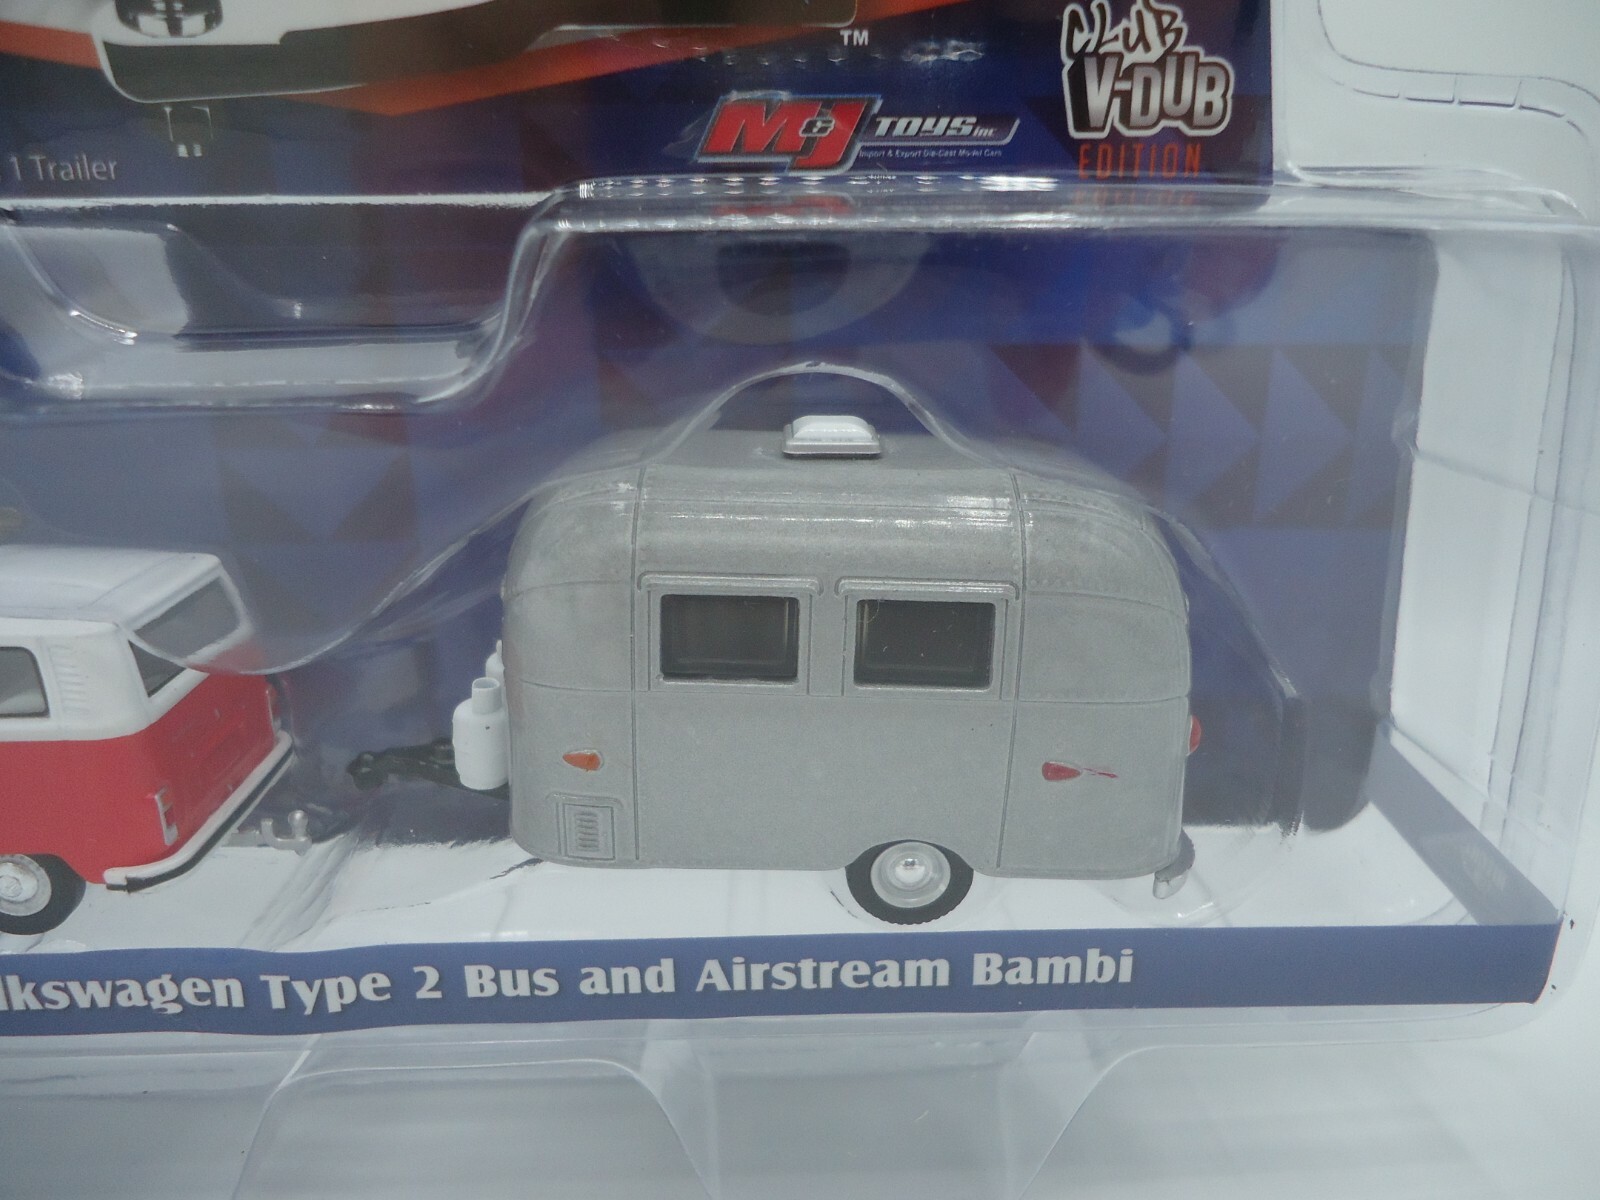 TM
CLUB
V-DUB
EDITION
M&J TOYS inc
Import & Export Die-Cast Model Cars
1 Trailer
lkswagen Type 2 Bus and Airstream Bambi